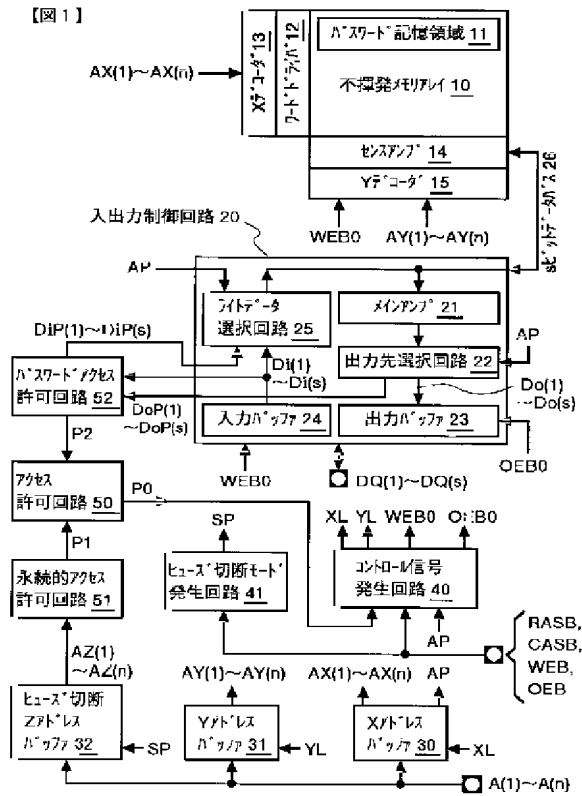 【図1】
AX(1)~AX(n)
Xデコーダ 13
ワードドライバ 12
パスワード記憶領域 11
不揮発メモリアレイ 10
センスアンプ 14
Yデコーダ 15
sビットデータバス 26
入出力制御回路 20
WEB0
AY(1)~AY(n)
AP
ライトデータ
選択回路 25
メインアンプ 21
DiP(1)~DiP(s)
AP
出力先選択回路 22
パスワードアクセス
許可回路 52
Di(1)
~Di(s)
Do(1)
~Do(s)
DoP(1)
~DoP(s)
入力バッファ 24
出力バッファ 23
P2
WEB0
DQ(1)~DQ(s)
OEB0
アクセス
許可回路 50
P0
SP
XL YL WEB0 OEB0
P1
永続的アクセス
許可回路 51
ヒューズ切断モード
発生回路 41
コントロール信号
発生回路 40
AP
RASB,
CASB,
WEB,
OEB
AZ(1)
~AZ(n)
AY(1)~AY(n)
AX(1)~AX(n)
AP
ヒューズ切断
Zアドレス
バッファ 32
SP
Yアドレス
バッファ 31
YL
Xアドレス
バッファ 30
XL
A(1)~A(n)